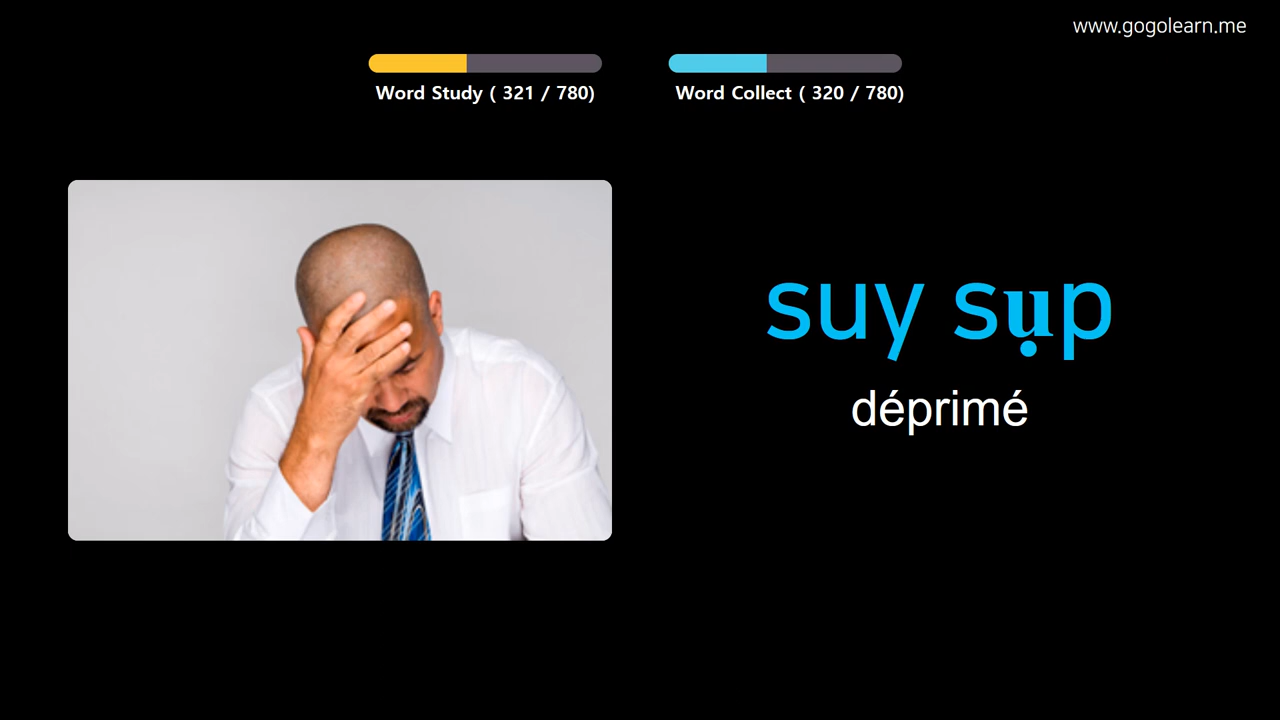 www.gogolearn.me
Word Study ( 321 / 780)
Word Collect ( 320 / 780)
suy sụp
déprimé